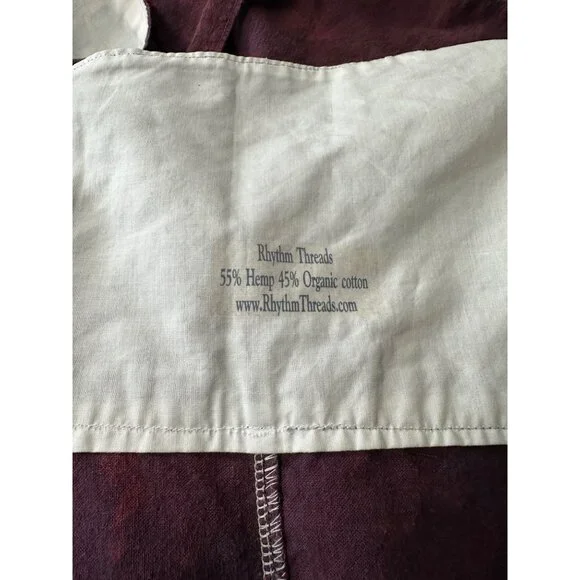 Rhythm Threads
55% Hemp 45% Organic cotton
www.RhythmThreads.com